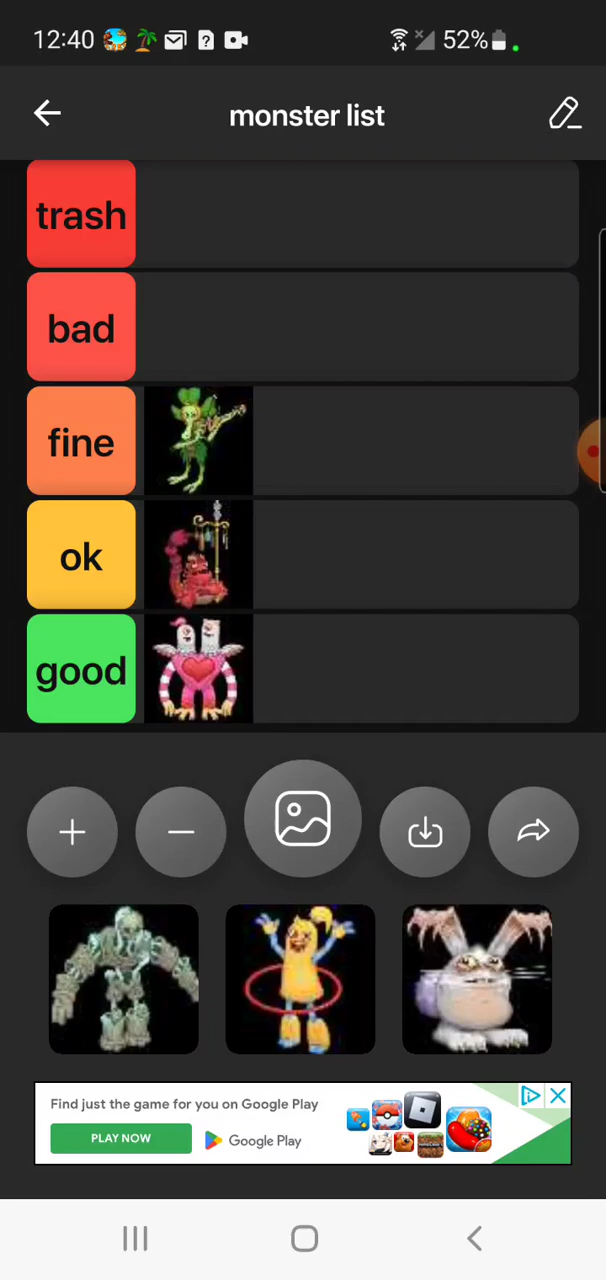 12:40
52%
monster list
trash
bad
fine
ok
good
Find just the game for you on Google Play
PLAY NOW
Google Play